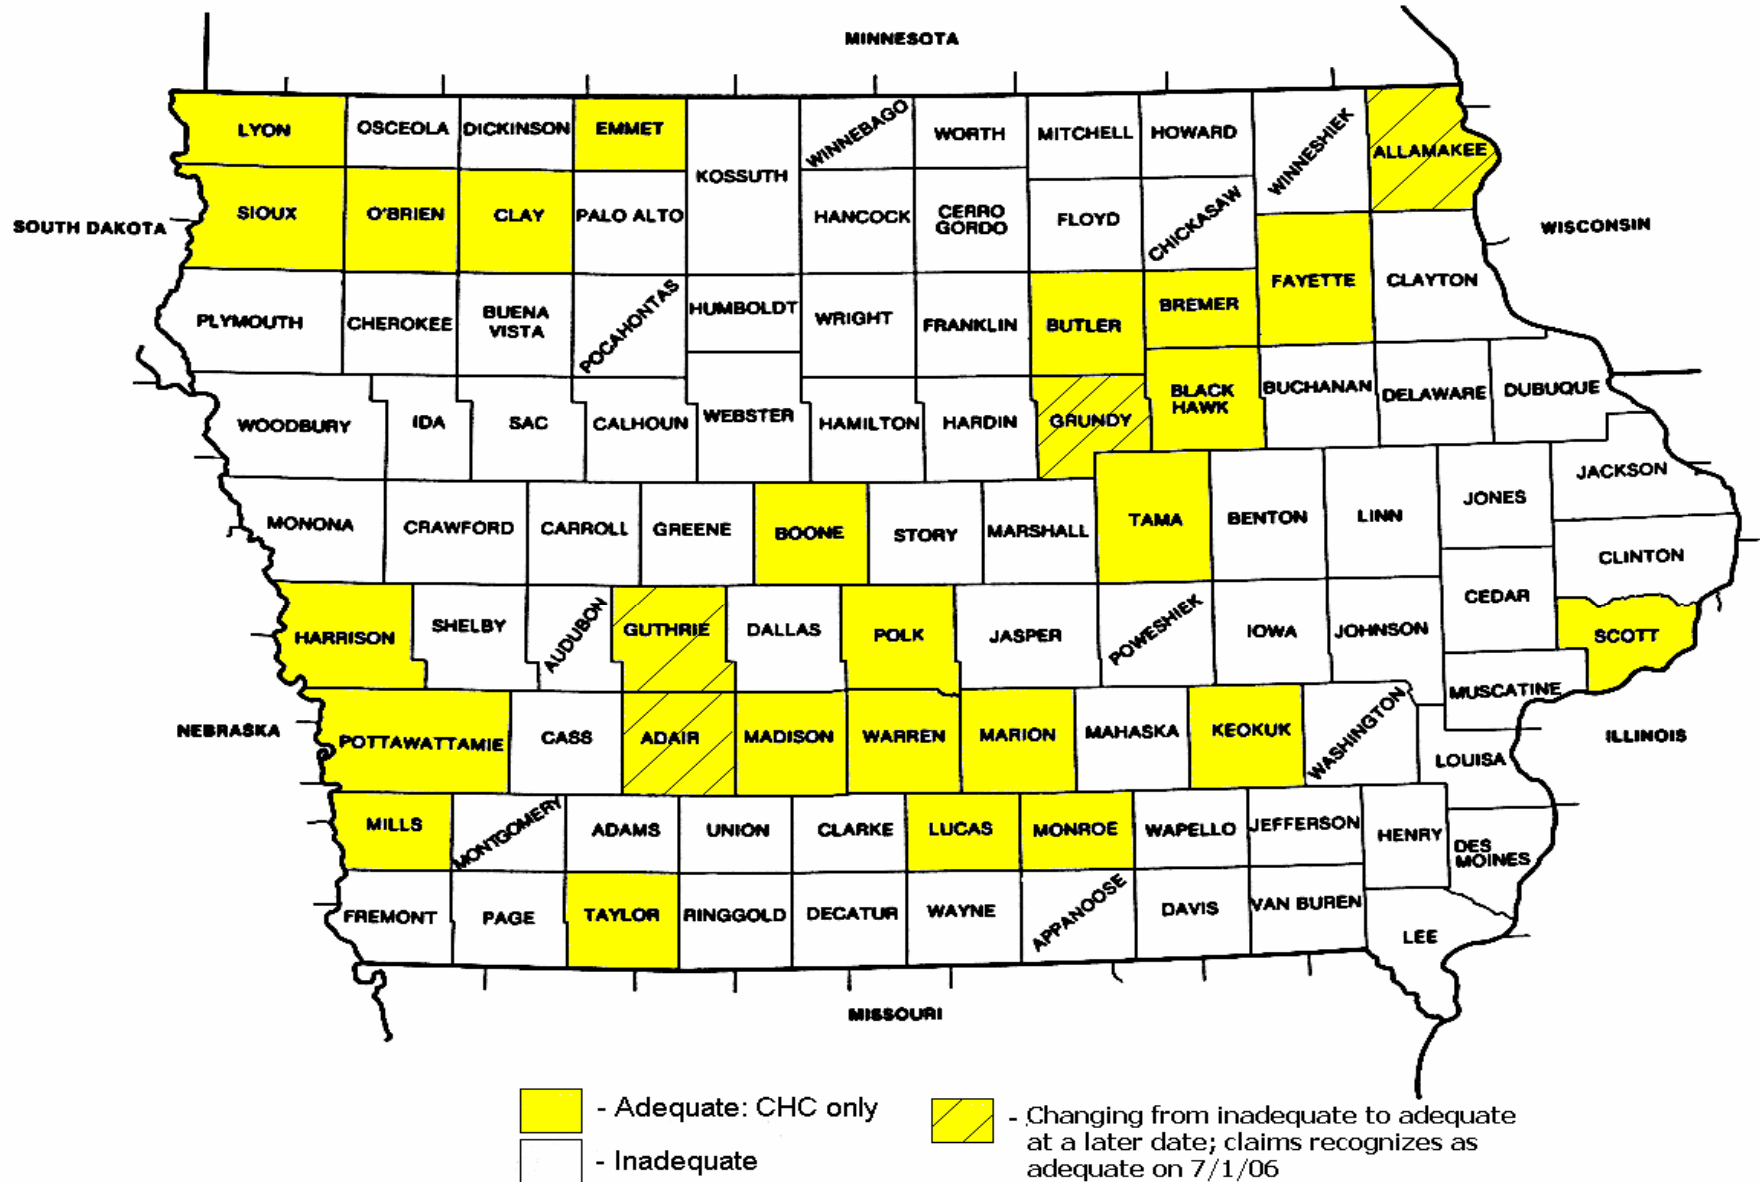 MINNESOTA
LYON
OSCEOLA
DICKINSON
EMMET
KOSSUTH
WINNEBAGO
WORTH
MITCHELL
HOWARD
WINNESHIEK
ALLAMAKEE
SOUTH DAKOTA
SIOUX
O'BRIEN
CLAY
PALO ALTO
HANCOCK
CERRO
GORDO
FLOYD
CHICKASAW
WISCONSIN
FAYETTE
CLAYTON
PLYMOUTH
CHEROKEE
BUENA
VISTA
POCAHONTAS
HUMBOLDT
WRIGHT
FRANKLIN
BUTLER
BREMER
WOODBURY
IDA
SAC
CALHOUN
WEBSTER
HAMILTON
HARDIN
GRUNDY
BLACK
HAWK
BUCHANAN
DELAWARE
DUBUQUE
MONONA
CRAWFORD
CARROLL
GREENE
BOONE
STORY
MARSHALL
TAMA
BENTON
LINN
JONES
JACKSON
CLINTON
CEDAR
HARRISON
SHELBY
AUDUBON
GUTHRIE
DALLAS
POLK
JASPER
POWESHIEK
IOWA
JOHNSON
SCOTT
MUSCATINE
NEBRASKA
POTTAWATTAMIE
CASS
ADAIR
MADISON
WARREN
MARION
MAHASKA
KEOKUK
WASHINGTON
LOUISA
ILLINOIS
MILLS
MONTGOMERY
ADAMS
UNION
CLARKE
LUCAS
MONROE
WAPELLO
JEFFERSON
HENRY
DES
MOINES
FREMONT
PAGE
TAYLOR
RINGGOLD
DECATUR
WAYNE
APPANOOSE
DAVIS
VAN BUREN
LEE
MISSOURI
- Adequate: CHC only
- Inadequate
- Changing from inadequate to adequate
at a later date; claims recognizes as
adequate on 7/1/06